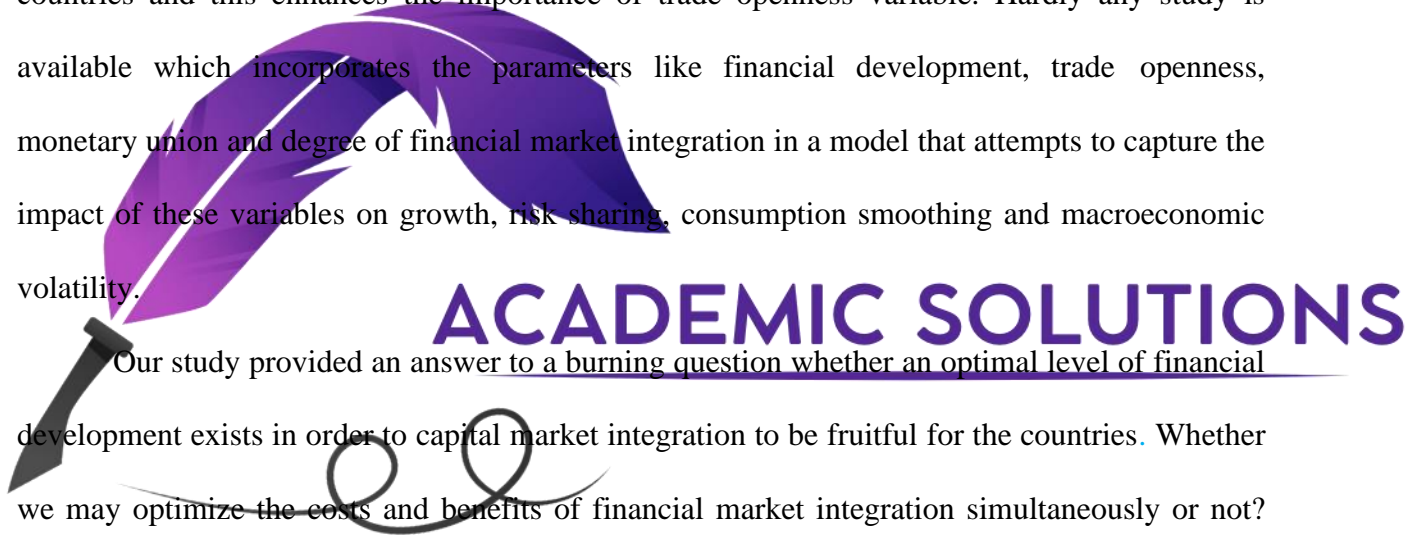 countries and this enhances the importance of trade openness variable. Hardly any study is
available which incorporates the parameters like financial development, trade openness,
monetary union and degree of financial market integration in a model that attempts to capture the
impact of these variables on growth, risk sharing, consumption smoothing and macroeconomic
volatility.
ACADEMIC SOLUTIONS
Our study provided an answer to a burning question whether an optimal level of financial
development exists in order to capital market integration to be fruitful for the countries. Whether
we may optimize the costs and benefits of financial market integration simultaneously or not?